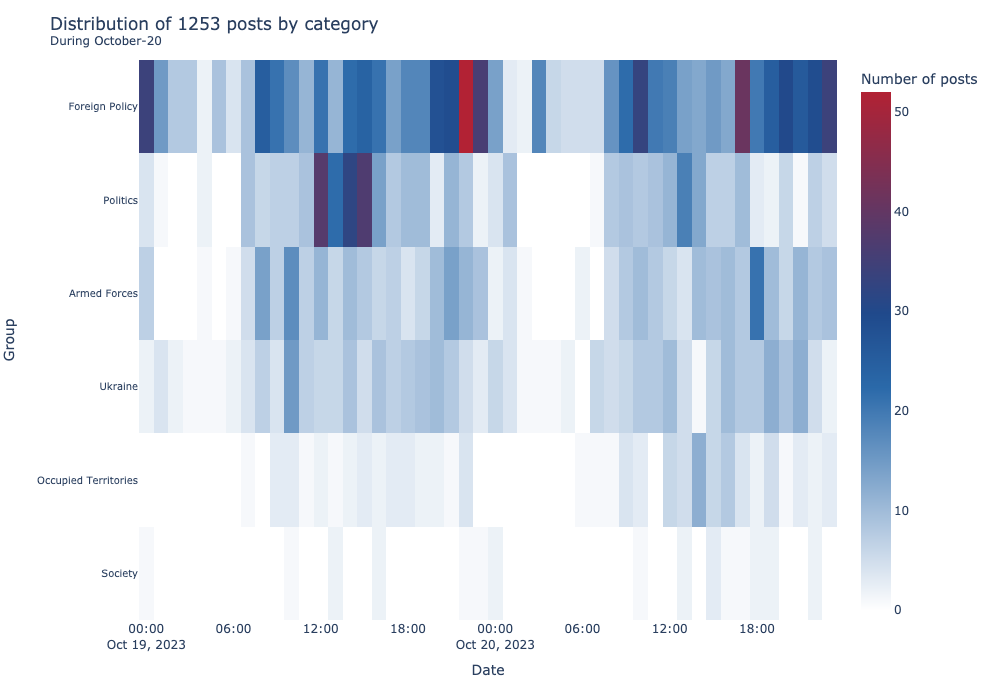 Distribution of 1253 posts by category
During October-20
Number of posts
Foreign Policy
Politics
Armed Forces
Ukraine
Occupied Territories
Society
Group
50
40
30
20
10
0
00:00 06:00 12:00 18:00 00:00 06:00 12:00 18:00
Oct 19, 2023 Oct 20, 2023
Date